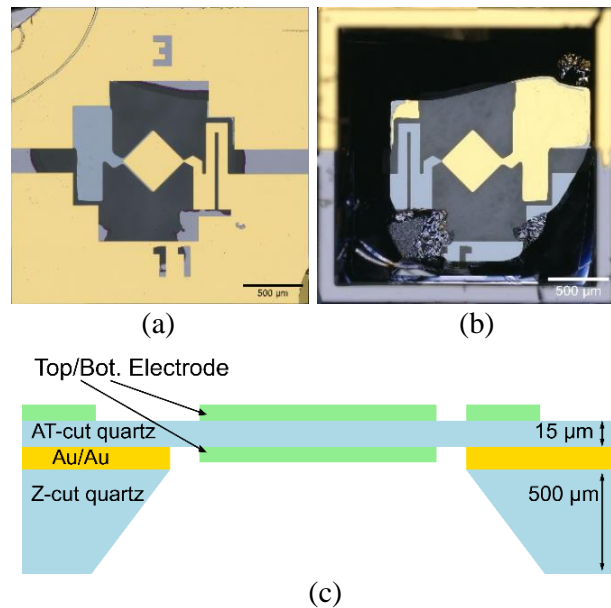 3
11
500 μm
(a)
500 μm
(b)
Top/Bot. Electrode
AT-cut quartz
15 μm
Au/Au
Z-cut quartz
500 μm
(c)